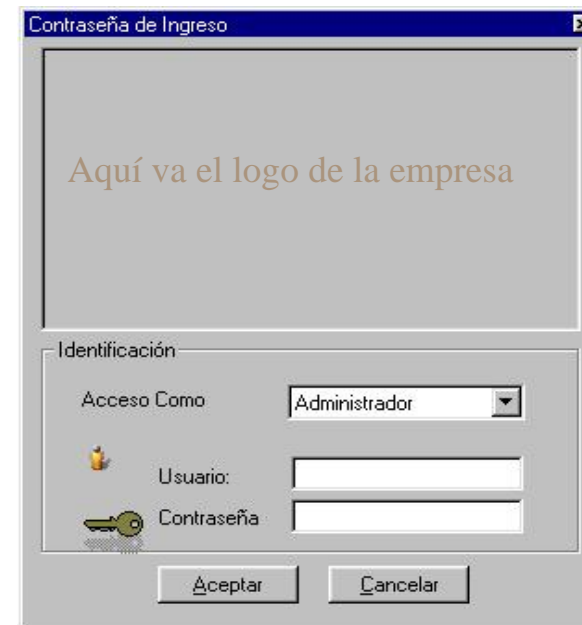 Contraseña de Ingreso
Aquí va el logo de la empresa
Identificación
Acceso Como
Administrador
Usuario:
Contraseña
Aceptar
Cancelar